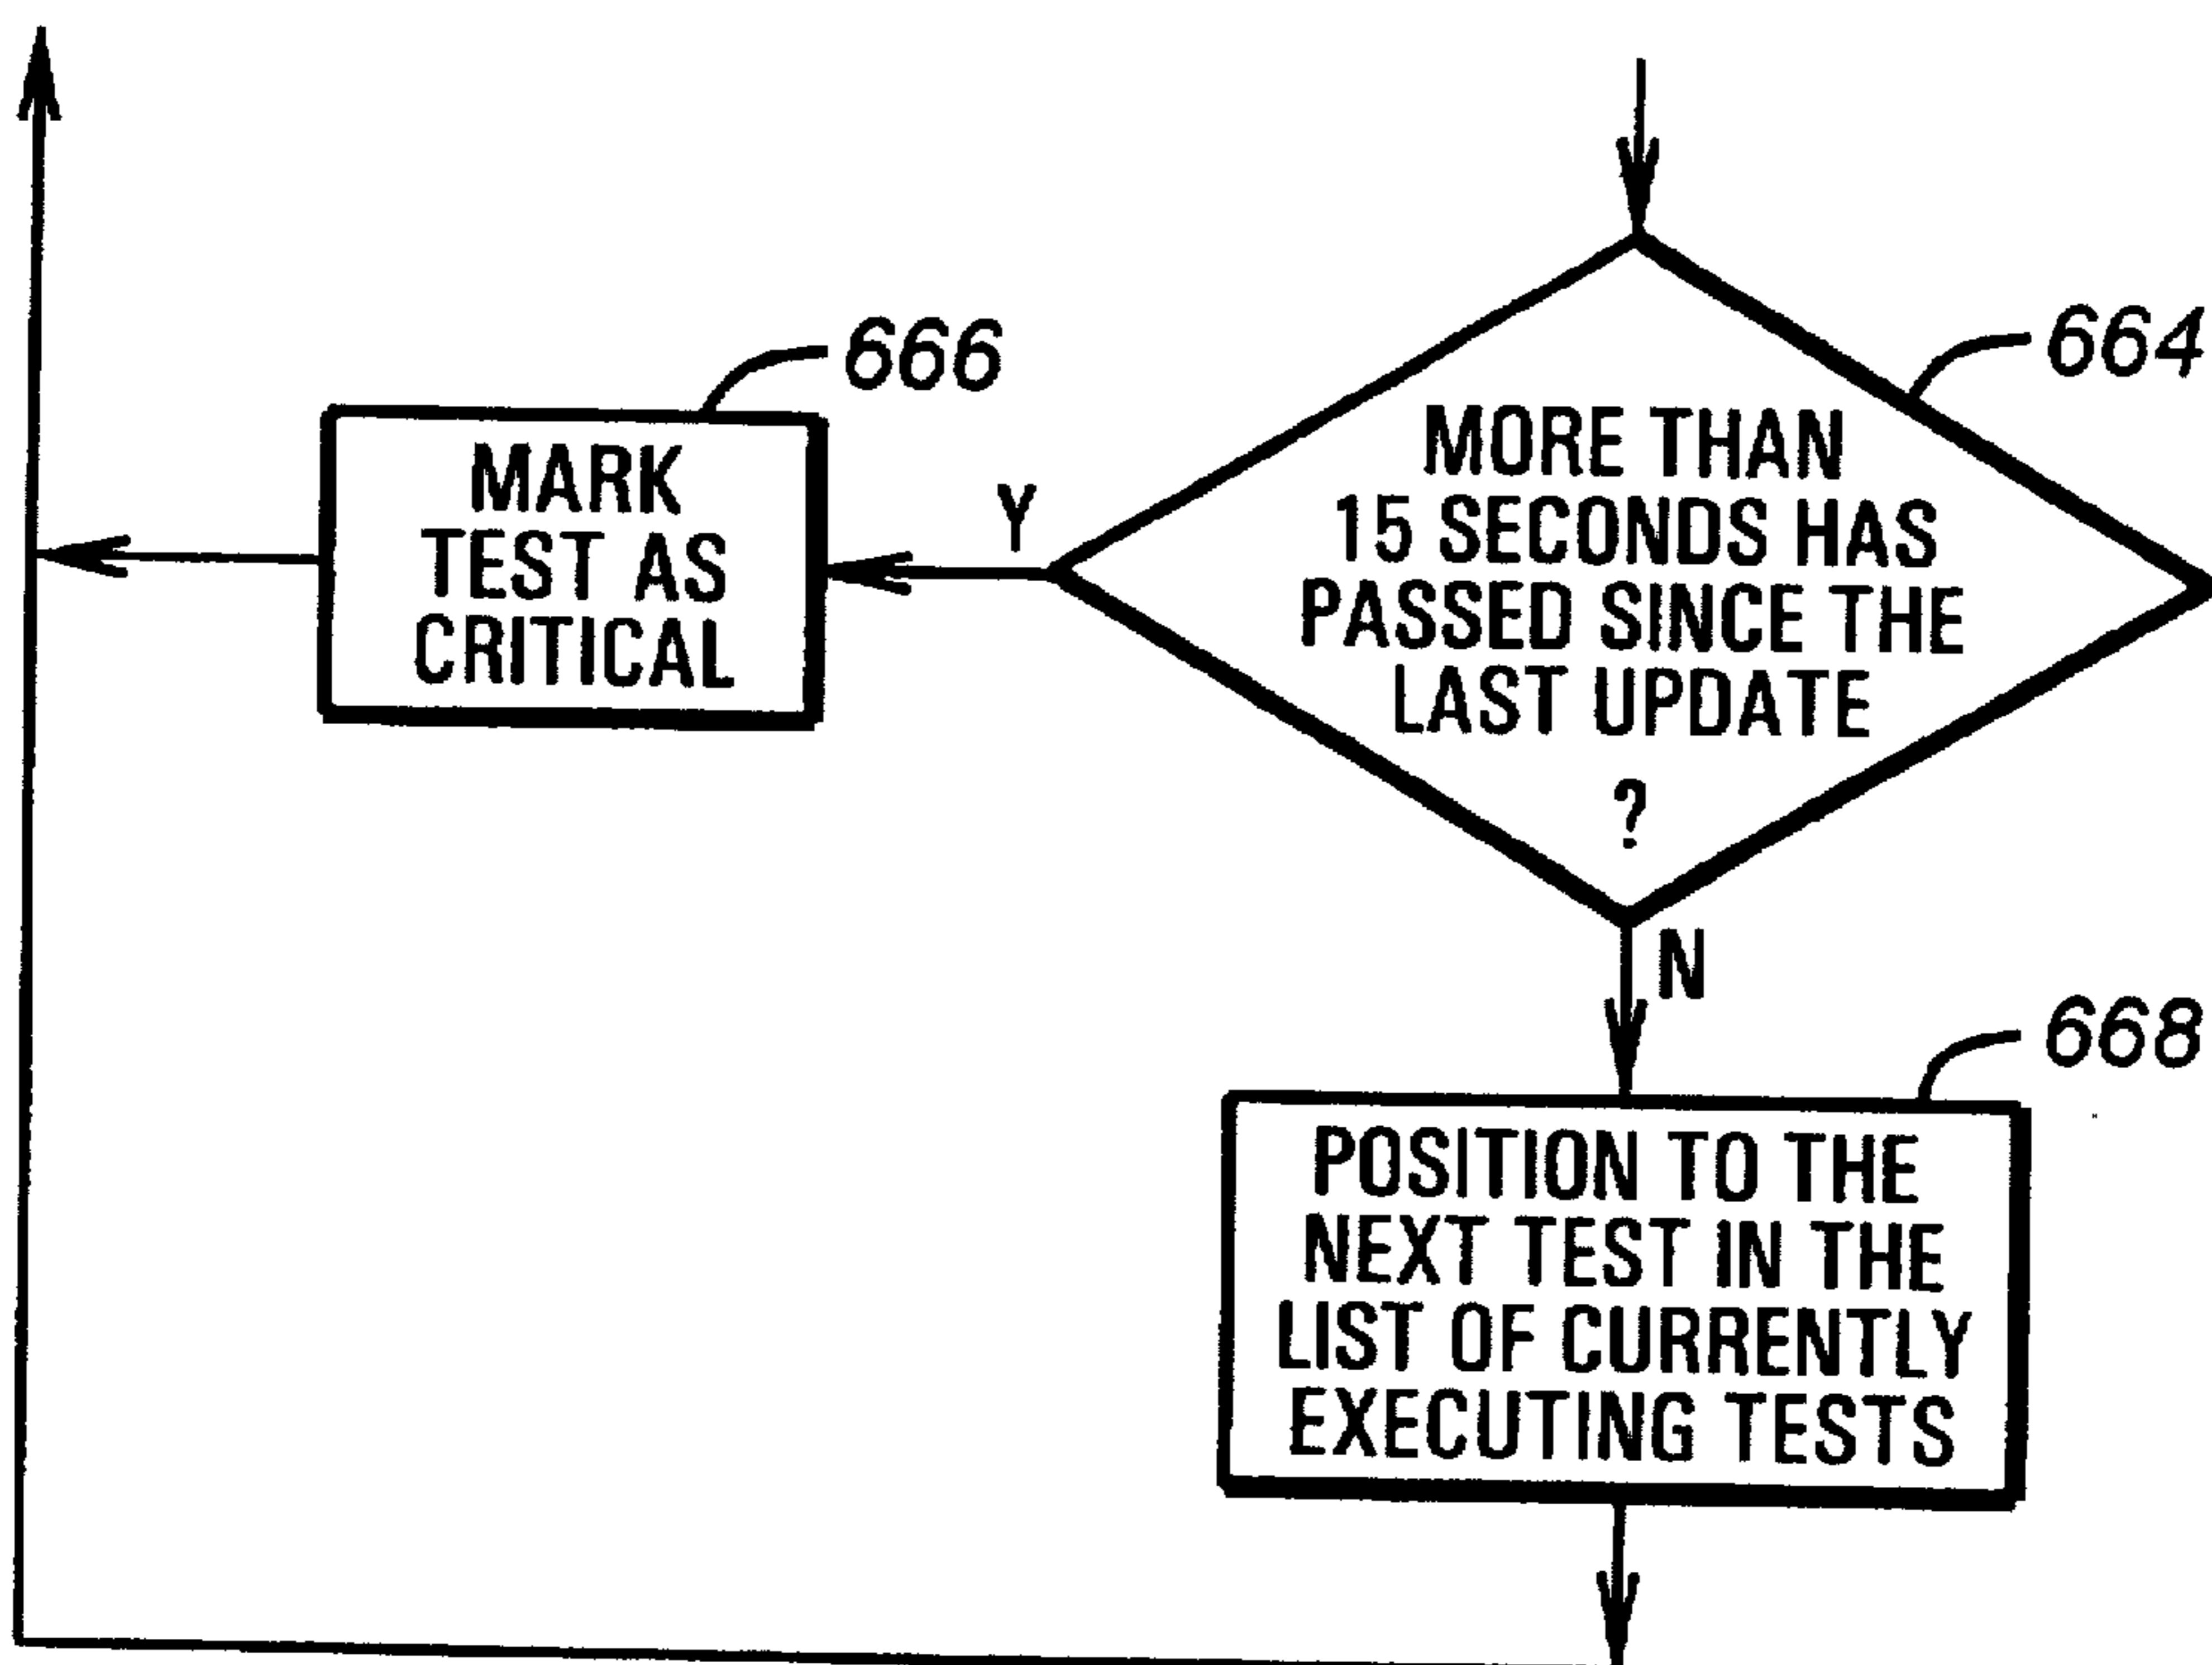 664
MORE THAN
15 SECONDS HAS
PASSED SINCE THE
LAST UPDATE
?
Y
666
MARK
TEST AS
CRITICAL
N
668
POSITION TO THE
NEXT TEST IN THE
LIST OF CURRENTLY
EXECUTING TESTS